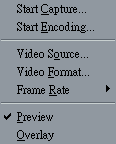 Start Capture...
Start Encoding...
Video Source...
Video Format...
Frame Rate
Preview
Overlay